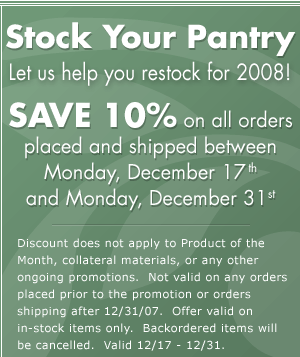 Stock Your Pantry
Let us help you restock for 2008!
SAVE 10% on all orders
placed and shipped between
Monday, December 17th
and Monday, December 31st
Discount does not apply to Product of the
Month, collateral materials, or any other
ongoing promotions.  Not valid on any orders
placed prior to the promotion or orders
shipping after 12/31/07.  Offer valid on
in-stock items only.  Backordered items will
be cancelled.  Valid 12/17 - 12/31.